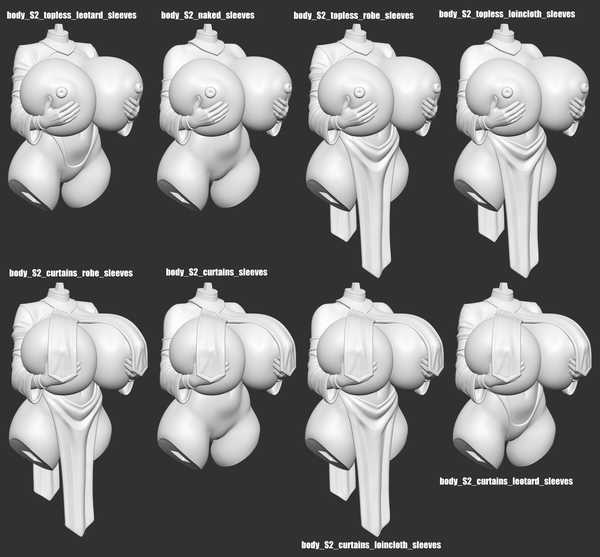 body_S2_topless_leotard_sleeves
body_S2_naked_sleeves
body_S2_topless_robe_sleeves
body_S2_topless_loincloth_sleeves
body_S2_curtains_robe_sleeves
body_S2_curtains_sleeves
body_S2_curtains_leotard_sleeves
body_S2_curtains_loincloth_sleeves